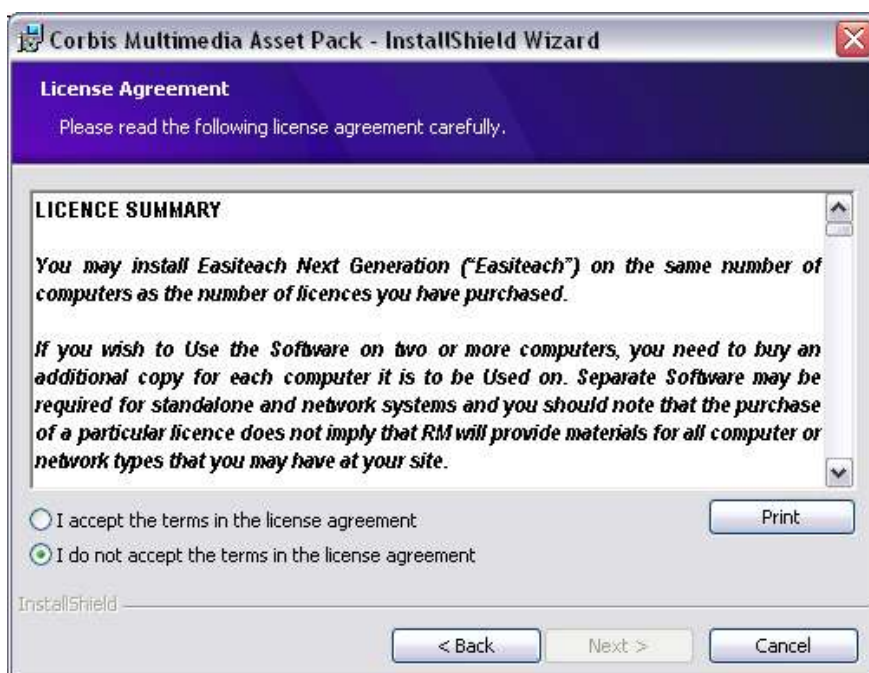 Corbis Multimedia Asset Pack - InstallShield Wizard
License Agreement
Please read the following license agreement carefully.
LICENCE SUMMARY
You may install Easiteach Next Generation ("Easiteach") on the same number of
computers as the number of licences you have purchased.
If you wish to Use the Software on two or more computers, you need to buy an
additional copy for each computer it is to be Used on. Separate Software may be
required for standalone and network systems and you should note that the purchase
of a particular licence does not imply that RM will provide materials for all computer or
network types that you may have at your site.
I accept the terms in the license agreement
Print
I do not accept the terms in the license agreement
InstallShield
< Back
Next >
Cancel